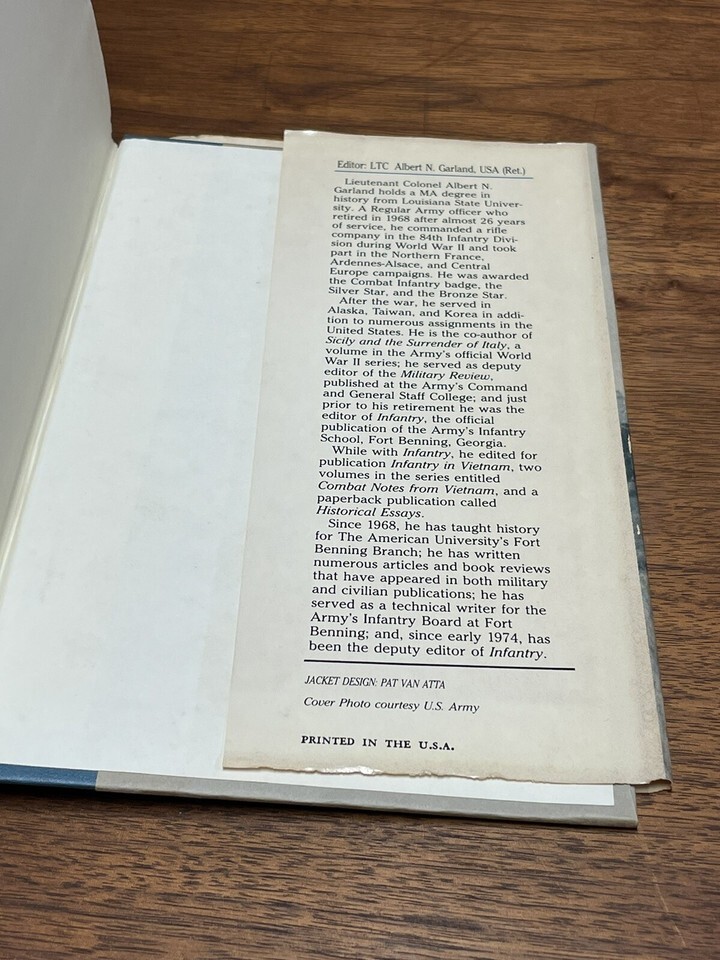 Editor: LTC Albert N. Garland, USA (Ret.)
Lieutenant Colonel Albert N.
Garland holds a MA degree in
history from Louisiana State Univer-
sity. A Regular Army officer who
retired in 1968 after almost 26 years
of service, he commanded a rifle
company in the 84th Infantry Divi-
sion during World War II and took
part in the Northern France,
Ardennes-Alsace, and Central
Europe campaigns. He was awarded
the Combat Infantry badge, the
Silver Star, and the Bronze Star.
After the war, he served in
Alaska, Taiwan, and Korea in addi-
tion to numerous assignments in the
United States. He is the co-author of
Sicily and the Surrender of Italy, a
volume in the Army's official World
War II series; he served as deputy
editor of the Military Review,
published at the Army's Command
and General Staff College; and just
prior to his retirement he was the
editor of Infantry, the official
publication of the Army's Infantry
School, Fort Benning, Georgia.
While with Infantry, he edited for
publication Infantry in Vietnam, two
volumes in the series entitled
Combat Notes from Vietnam, and a
paperback publication called
Historical Essays.
Since 1968, he has taught history
for The American University's Fort
Benning Branch; he has written
numerous articles and book reviews
that have appeared in both military
and civilian publications; he has
served as a technical writer for the
Army's Infantry Board at Fort
Benning; and, since early 1974, has
been the deputy editor of Infantry.
JACKET DESIGN: PAT VAN ATTA
Cover Photo courtesy U.S. Army
PRINTED IN THE U.S.A.